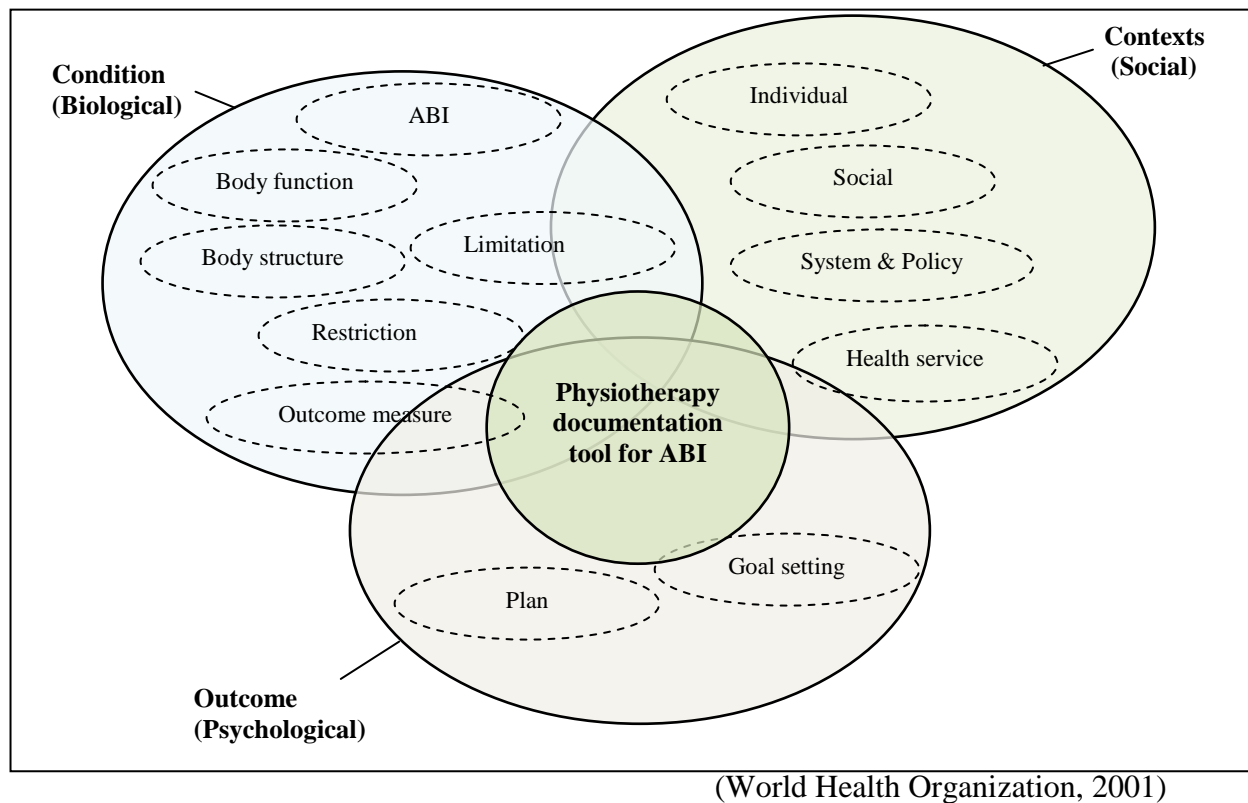 Condition
(Biological)
ABI
Body function
Body structure
Limitation
Restriction
Outcome measure
Contexts
(Social)
Individual
Social
System & Policy
Health service
Physiotherapy
documentation
tool for ABI
Goal setting
Plan
Outcome
(Psychological)
(World Health Organization, 2001)